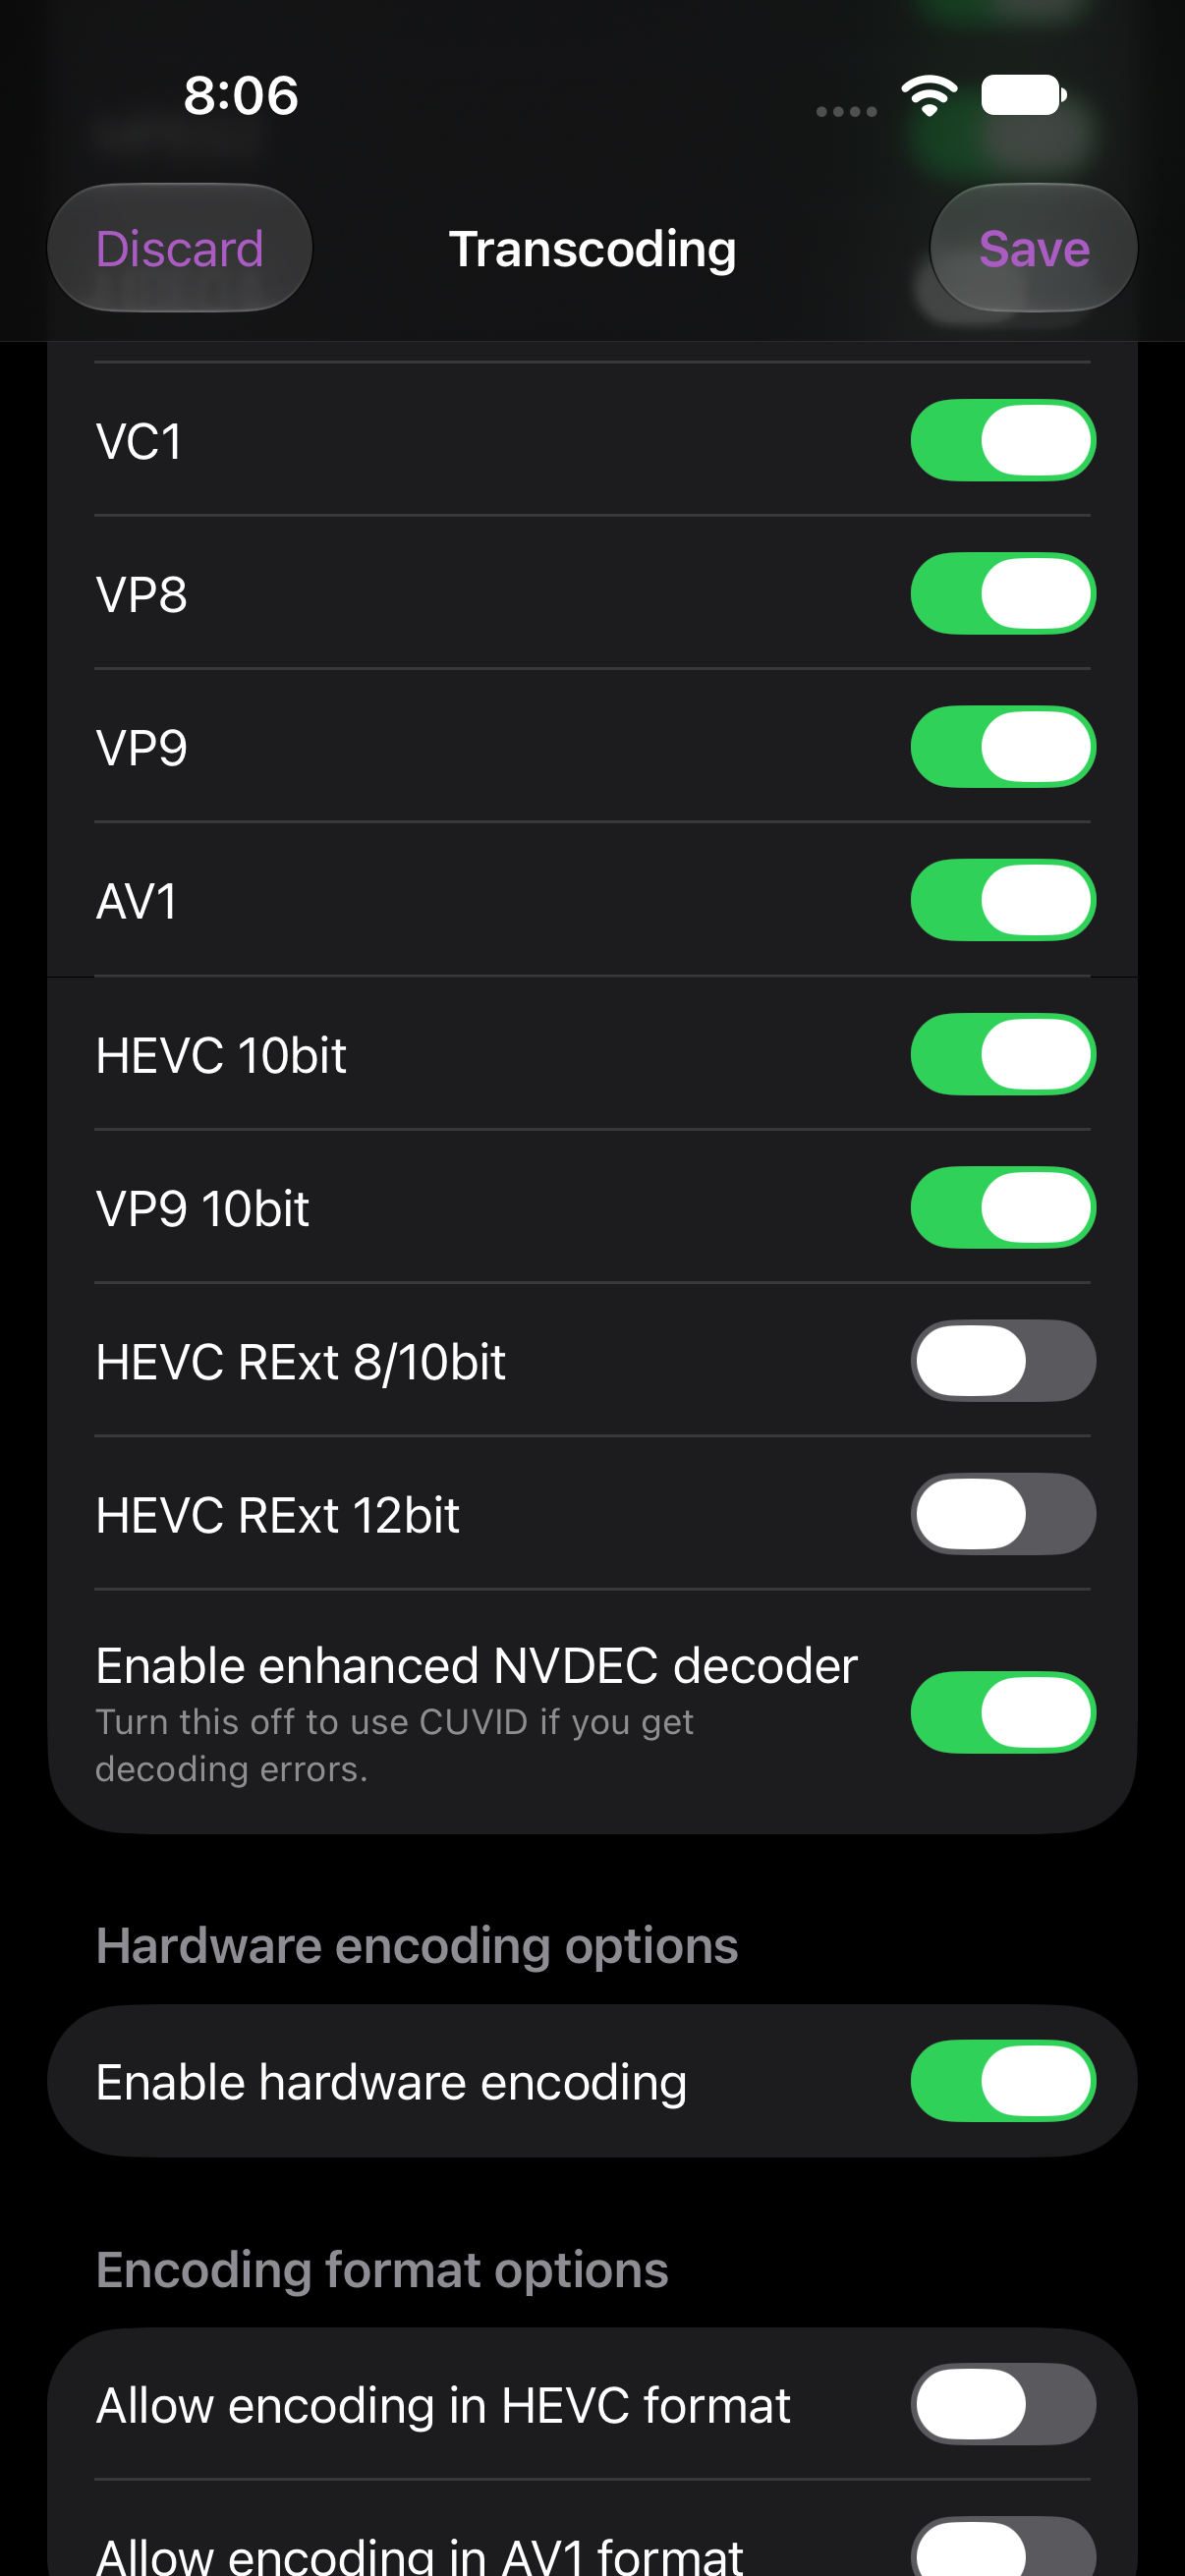 8:06
Discard
Transcoding
Save
VC1
VP8
VP9
AV1
HEVC 10bit
VP9 10bit
HEVC RExt 8/10bit
HEVC RExt 12bit
Enable enhanced NVDEC decoder
Turn this off to use CUVID if you get
decoding errors.
Hardware encoding options
Enable hardware encoding
Encoding format options
Allow encoding in HEVC format
Allow encoding in AV1 format